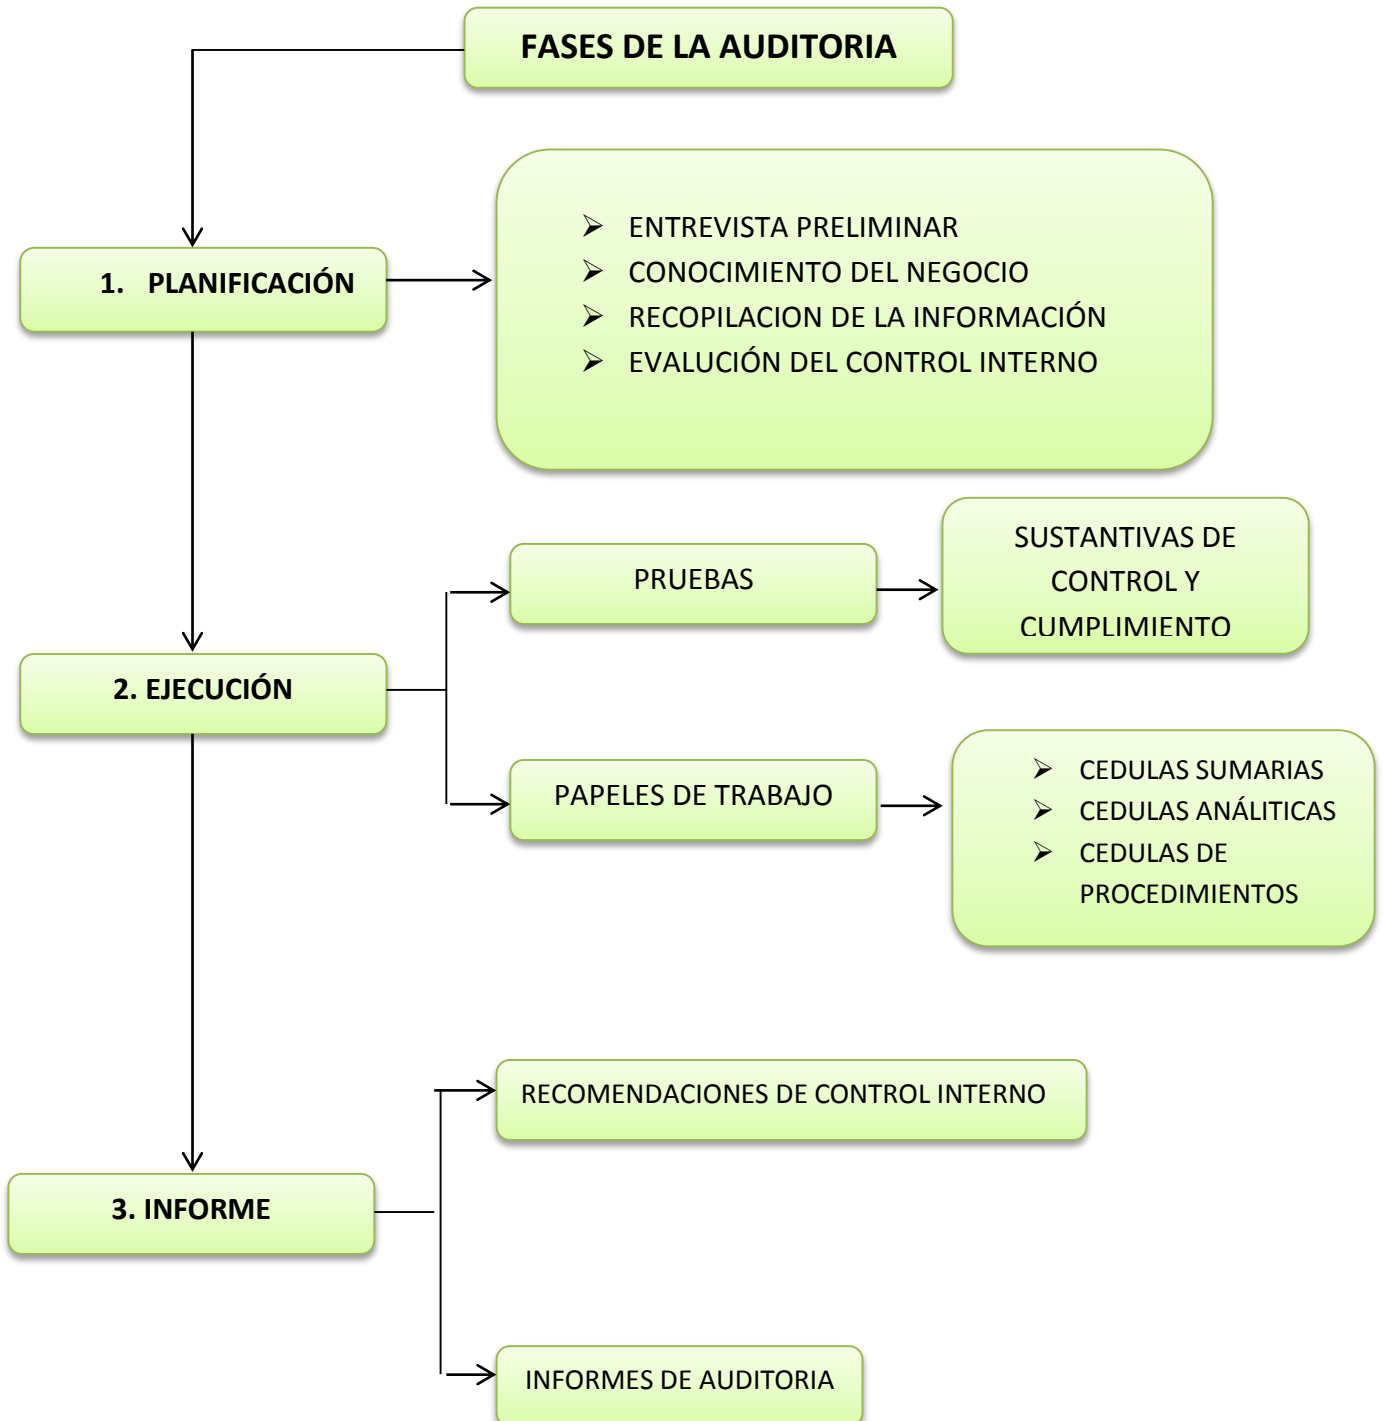 FASES DE LA AUDITORIA
➢ ENTREVISTA PRELIMINAR
➢ CONOCIMIENTO DEL NEGOCIO
➢ RECOPILACION DE LA INFORMACIÓN
➢ EVALUCIÓN DEL CONTROL INTERNO
1. PLANIFICACIÓN
PRUEBAS
SUSTANTIVAS DE
CONTROL Y
CUMPLIMIENTO
2. EJECUCIÓN
PAPELES DE TRABAJO
➢ CEDULAS SUMARIAS
➢ CEDULAS ANÁLITICAS
➢ CEDULAS DE
PROCEDIMIENTOS
RECOMENDACIONES DE CONTROL INTERNO
3. INFORME
INFORMES DE AUDITORIA